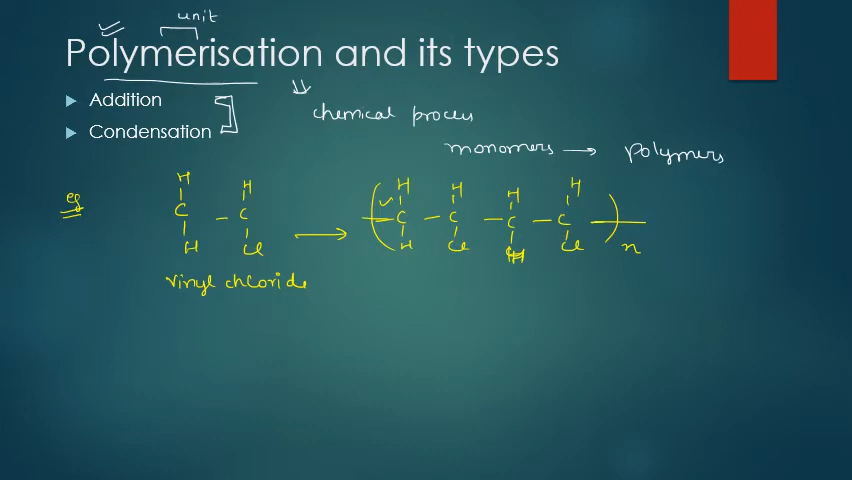 unit
Polymerisation and its types
Addition
Condensation
chemical process
monomers → polymers
eg
H H H H H H
C – C → ( – C – C – C – C – ) n
H Cl H Cl H Cl
vinyl chloride